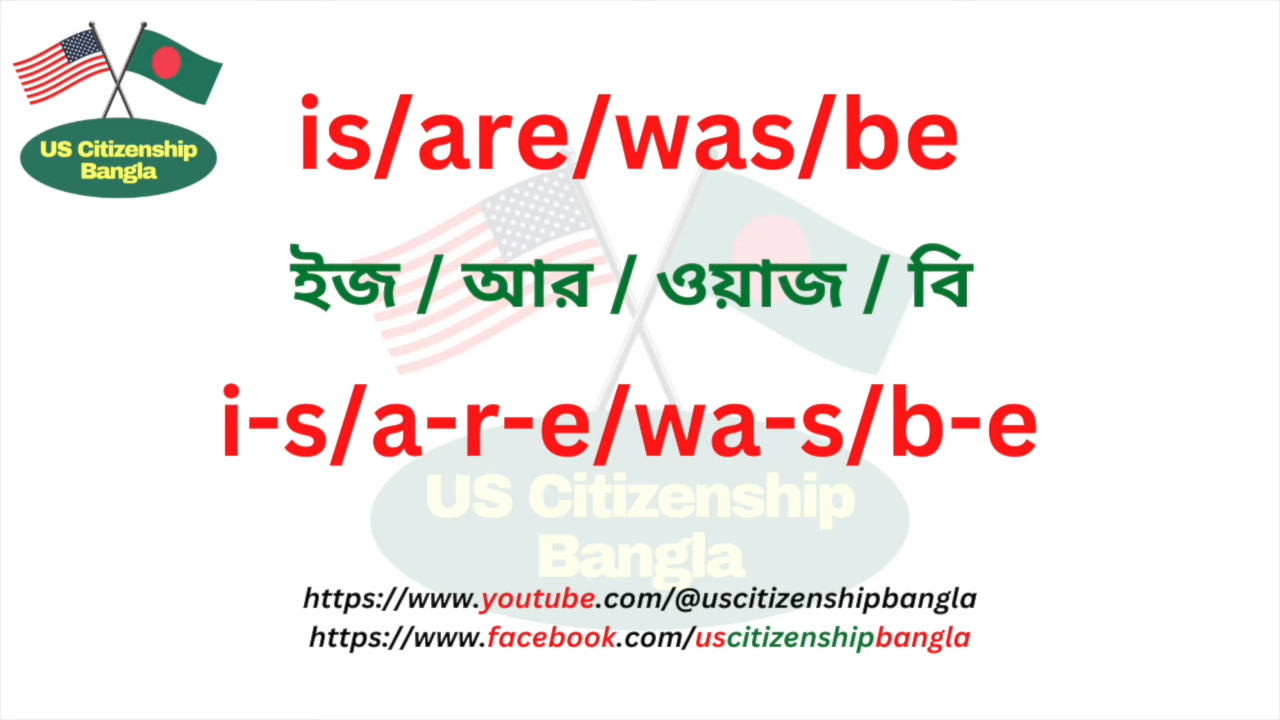 US Citizenship
Bangla
is/are/was/be
ইজ / আর / ওয়াজ / বি
i-s/a-r-e/wa-s/b-e
US Citizenship
Bangla
https://www.youtube.com/@uscitizenshipbangla
https://www.facebook.com/uscitizenshipbangla